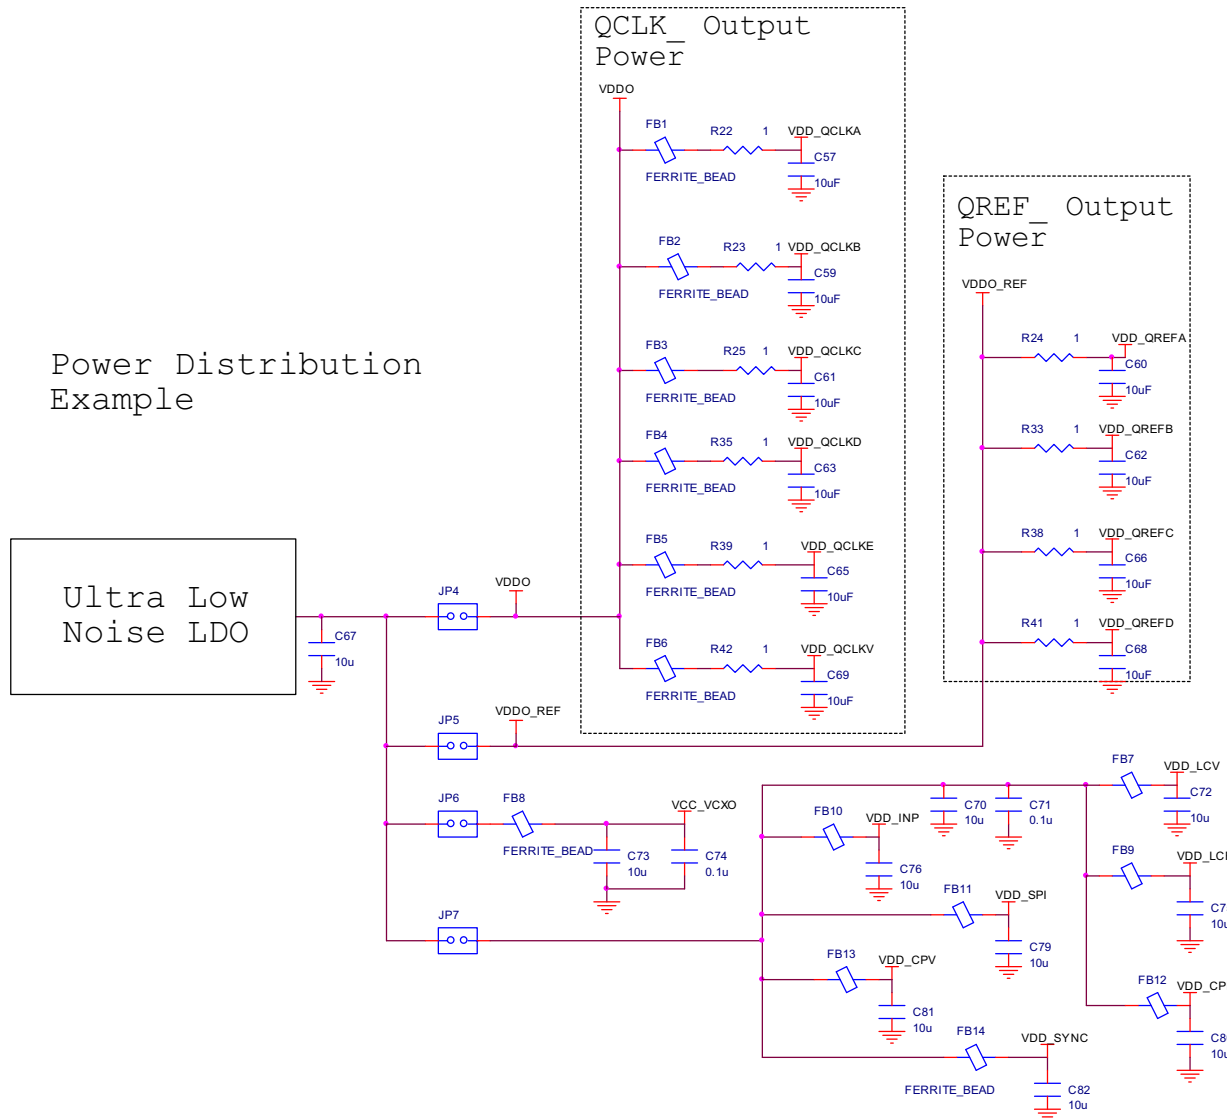 QCLK_ Output
Power
VDDO
FB1
R22
1
VDD_QCLKA
C57
FERRITE_BEAD
10uF
FB2
R23
1
VDD_QCLKB
C59
FERRITE_BEAD
10uF
FB3
R25
1
VDD_QCLKC
C61
FERRITE_BEAD
10uF
FB4
R35
1
VDD_QCLKD
C63
FERRITE_BEAD
10uF
FB5
R39
1
VDD_QCLKE
C65
FERRITE_BEAD
10uF
FB6
R42
1
VDD_QCLKV
C69
FERRITE_BEAD
10uF
QREF_ Output
Power
VDDO_REF
R24
1
VDD_QREFA
C60
10uF
R33
1
VDD_QREFB
C62
10uF
R38
1
VDD_QREFC
C66
10uF
R41
1
VDD_QREFD
C68
10uF
Power Distribution
Example
Ultra Low
Noise LDO
C67
10u
JP4
VDDO
JP5
VDDO_REF
JP6
FB8
FERRITE_BEAD
VCC_VCXO
C73
10u
C74
0.1u
JP7
C70
10u
C71
0.1u
FB7
VDD_LCV
C72
10u
FB10
VDD_INP
C76
10u
FB9
FB11
VDD_SPI
C79
10u
FB13
VDD_CPV
C81
10u
FB12
FB14
VDD_SYNC
FERRITE_BEAD
C82
10u